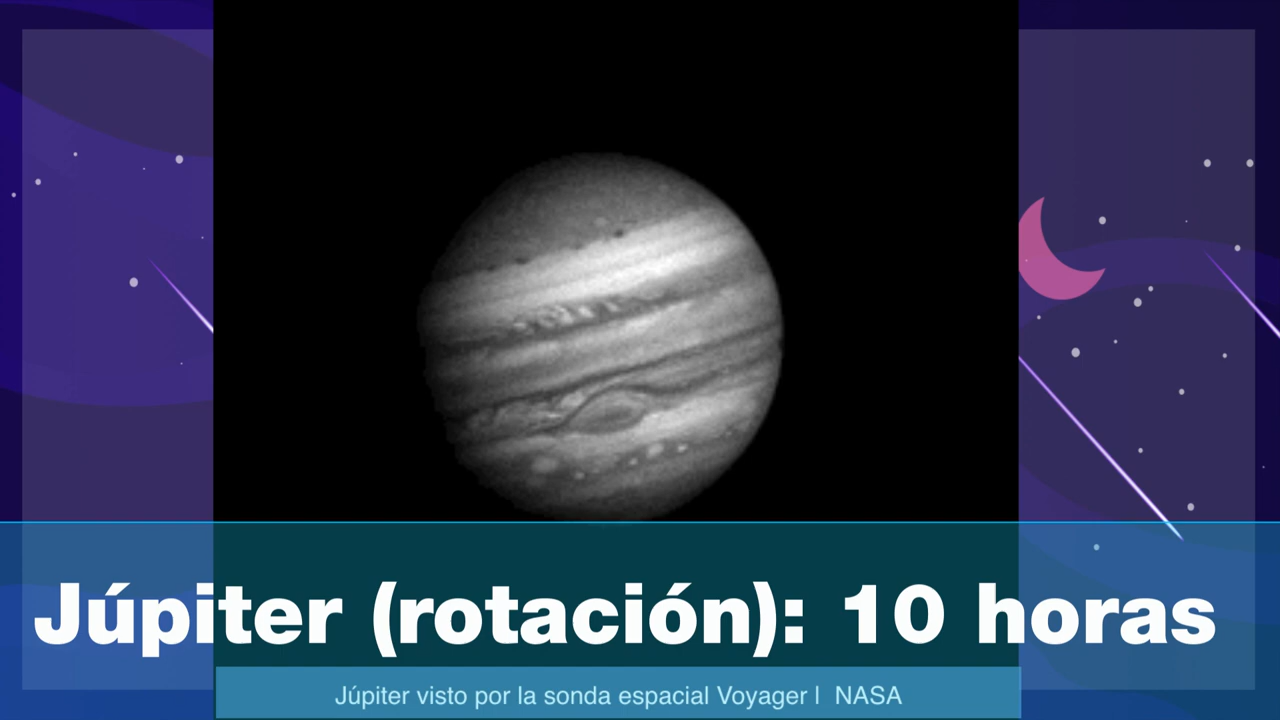 Júpiter (rotación): 10 horas
Júpiter visto por la sonda espacial Voyager I  NASA